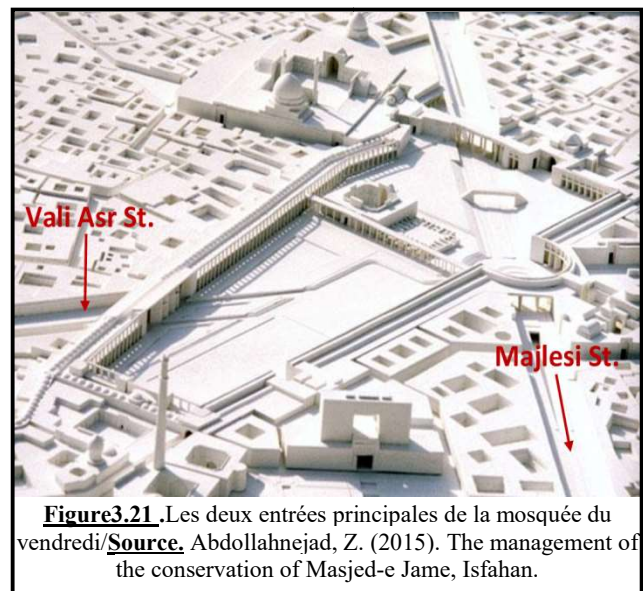 Vali Asr St.
Majlesi St.
Figure3.21 .Les deux entrées principales de la mosquée du
vendredi/Source. Abdollahnejad, Z. (2015). The management of
the conservation of Masjed-e Jame, Isfahan.